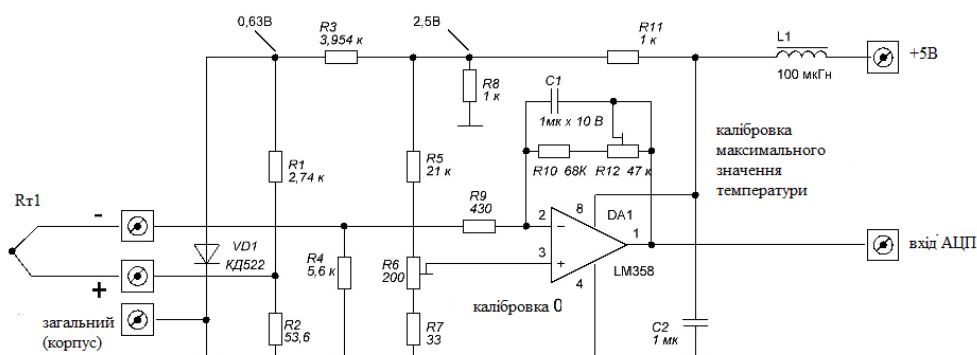 0,63В
R3
3,954 к
2,5В
R11
1 к
L1
100 мкГн
+5В
R8
1 к
C1
1мк х 10 В
R1
2,74 к
R5
21 к
R10 68К
R12 47 к
калібровка
максимального
значення
температури
Rт1
-
R9
430
2
8
DA1
1
3
4
LM358
вхід АЦП
VD1
КД522
R4
5,6 к
R6
200
+
калібровка 0
загальний
(корпус)
R2
53,6
R7
33
C2
1 мк